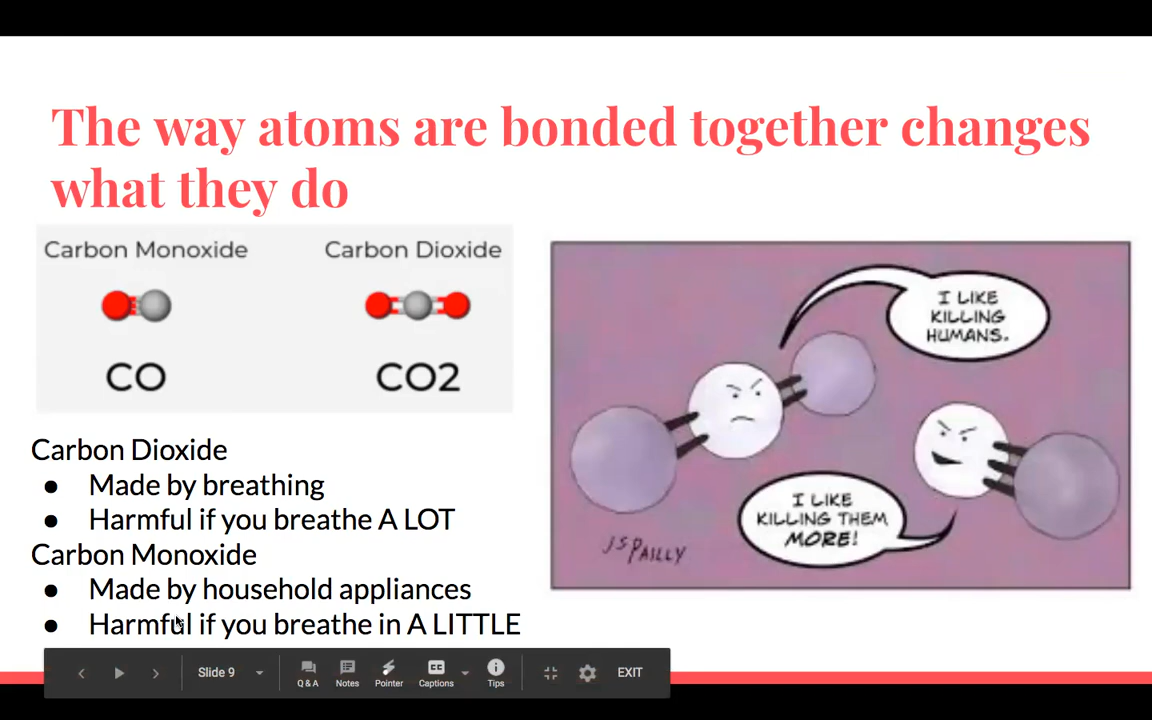 The way atoms are bonded together changes
what they do
Carbon Monoxide
Carbon Dioxide
CO
CO2
Carbon Dioxide
● Made by breathing
● Harmful if you breathe A LOT
Carbon Monoxide
● Made by household appliances
● Harmful if you breathe in A LITTLE
I LIKE
KILLING
HUMANS.
I LIKE
KILLING THEM
MORE!
JS PAILLY
Slide 9
Q & A
Notes
Pointer
Captions
Tips
EXIT